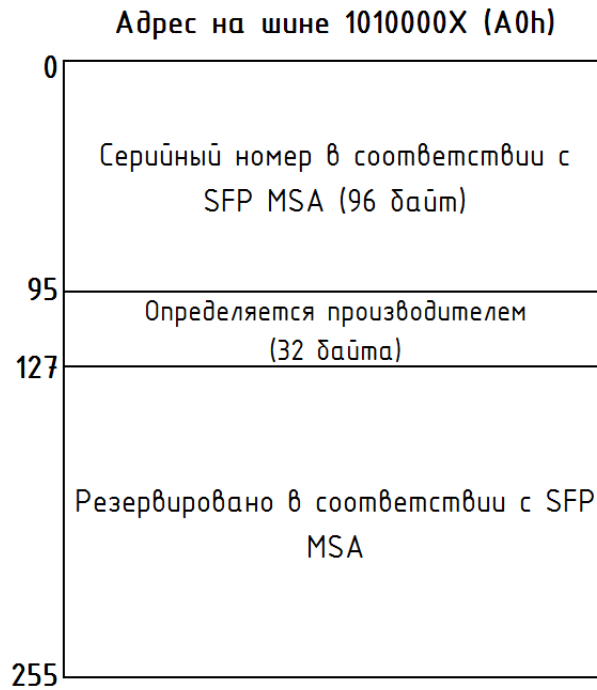 Адрес на шине 1010000X (A0h)
0
Серийный номер в соответствии с
SFP MSA (96 байт)
95
Определяется производителем
(32 байта)
127
Резервировано в соответствии с SFP
MSA
255